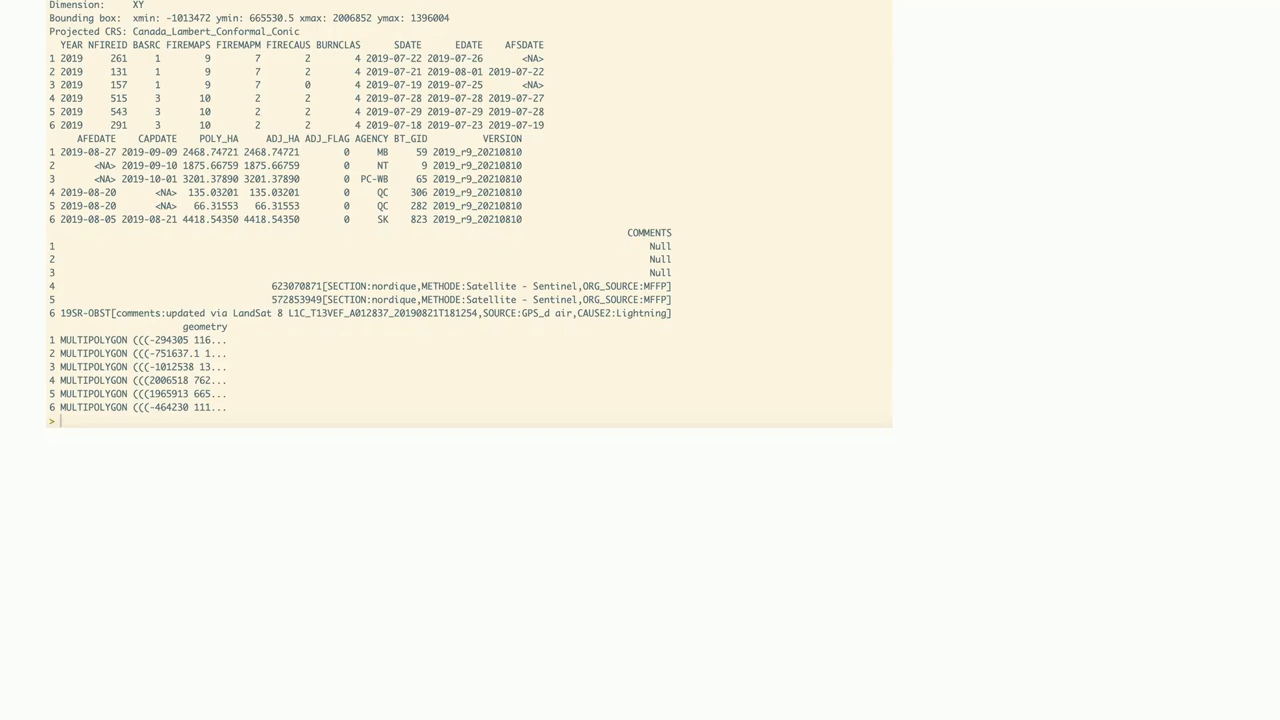 Dimension:     XY
Bounding box:  xmin: -1013472 ymin: 665530.5 xmax: 2006852 ymax: 1396004
Projected CRS: Canada_Lambert_Conformal_Conic
  YEAR NFIREID BASRC FIREMAPS FIREMAPM FIRECAUS BURNCLAS      SDATE      EDATE    AFSDATE
1 2019     261     1        9        7        2        4 2019-07-22 2019-07-26       <NA>
2 2019     131     1        9        7        2        4 2019-07-21 2019-08-01 2019-07-22
3 2019     157     1        9        7        0        4 2019-07-19 2019-07-25       <NA>
4 2019     515     3       10        2        2        4 2019-07-28 2019-07-28 2019-07-27
5 2019     543     3       10        2        2        4 2019-07-29 2019-07-29 2019-07-28
6 2019     291     3       10        2        2        4 2019-07-18 2019-07-23 2019-07-19
     AFEDATE    CAPDATE    POLY_HA     ADJ_HA ADJ_FLAG AGENCY BT_GID          VERSION
1 2019-08-27 2019-09-09 2468.74721 2468.74721        0     MB     59 2019_r9_20210810
2       <NA> 2019-09-10 1875.66759 1875.66759        0     NT      9 2019_r9_20210810
3       <NA> 2019-10-01 3201.37890 3201.37890        0  PC-WB     65 2019_r9_20210810
4 2019-08-20       <NA>  135.03201  135.03201        0     QC    306 2019_r9_20210810
5 2019-08-20       <NA>   66.31553   66.31553        0     QC    282 2019_r9_20210810
6 2019-08-05 2019-08-21 4418.54350 4418.54350        0     SK    823 2019_r9_20210810
COMMENTS
1 Null
2 Null
3 Null
4 623070871[SECTION:nordique,METHODE:Satellite - Sentinel,ORG_SOURCE:MFFP]
5 572853949[SECTION:nordique,METHODE:Satellite - Sentinel,ORG_SOURCE:MFFP]
6 19SR-OBST[comments:updated via LandSat 8 L1C_T13VEF_A012837_20190821T181254,SOURCE:GPS_d air,CAUSE2:Lightning]
geometry
1 MULTIPOLYGON (((-294305 116...
2 MULTIPOLYGON (((-751637.1 1...
3 MULTIPOLYGON (((-1012538 13...
4 MULTIPOLYGON (((2006518 762...
5 MULTIPOLYGON (((1965913 665...
6 MULTIPOLYGON (((-464230 111...
>